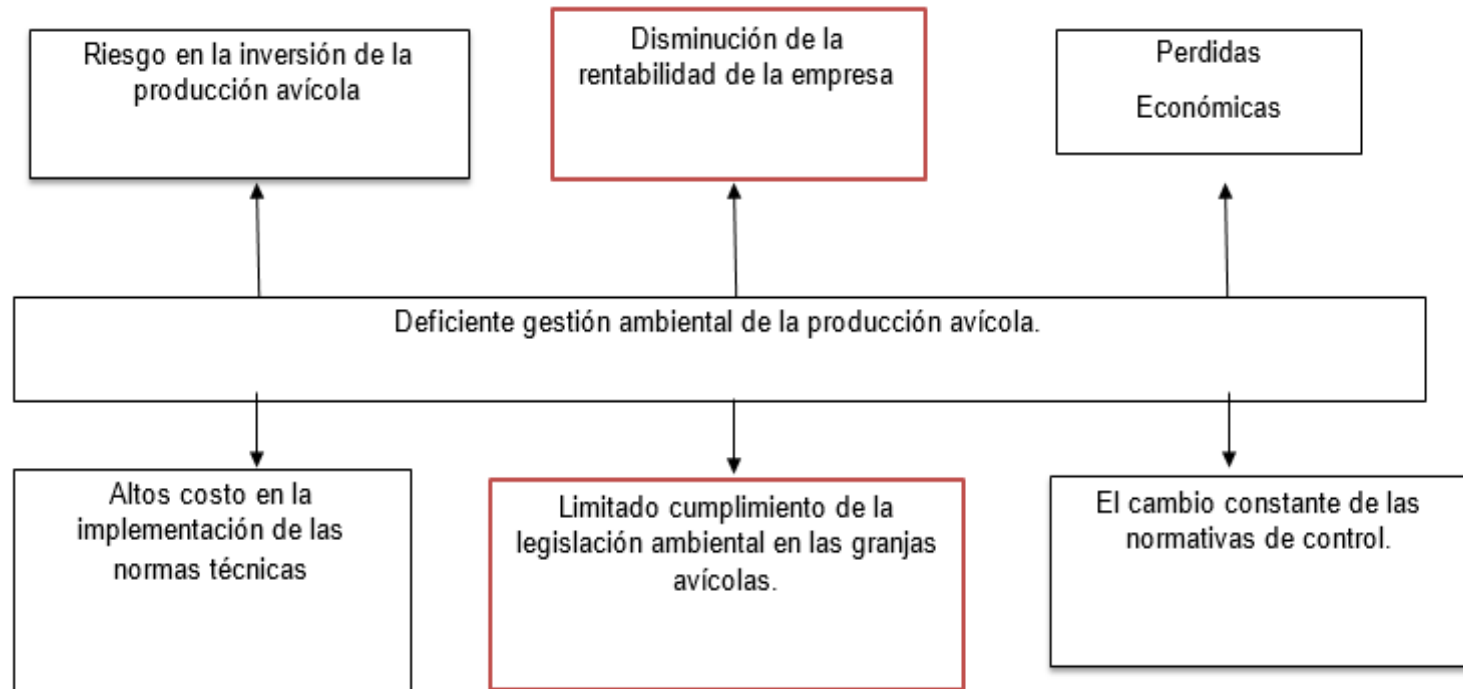 Riesgo en la inversión de la
producción avícola
Disminución de la
rentabilidad de la empresa
Perdidas
Económicas
Deficiente gestión ambiental de la producción avícola.
Altos costo en la
implementación de las
normas técnicas
Limitado cumplimiento de la
legislación ambiental en las granjas
avícolas.
El cambio constante de las
normativas de control.